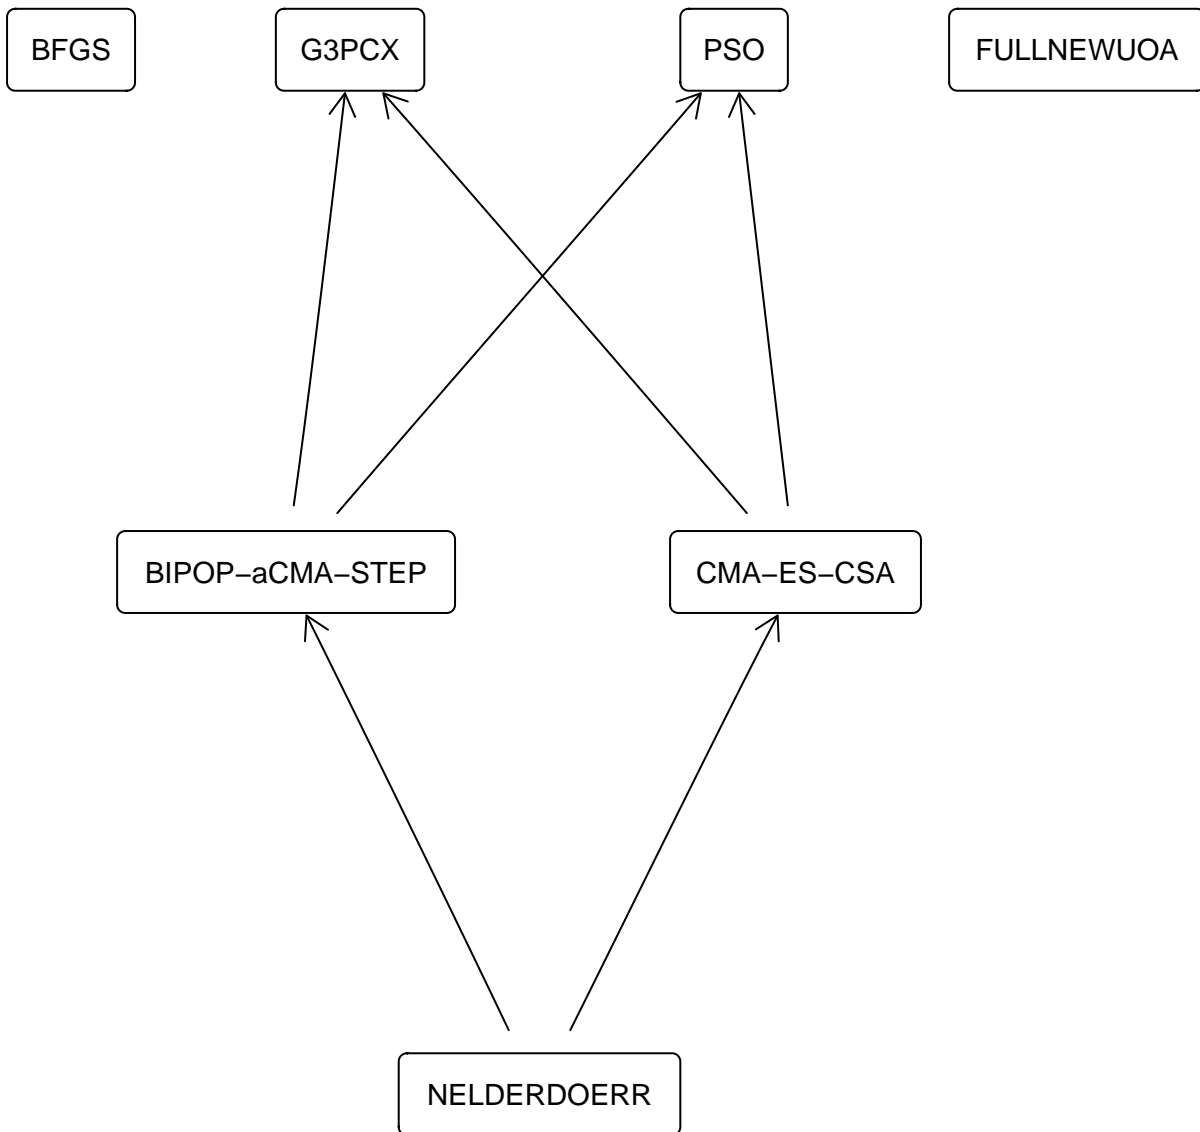 BFGS
G3PCX
PSO
FULLNEWUOA
BIPOP−aCMA−STEP
CMA−ES−CSA
NELDERDOERR